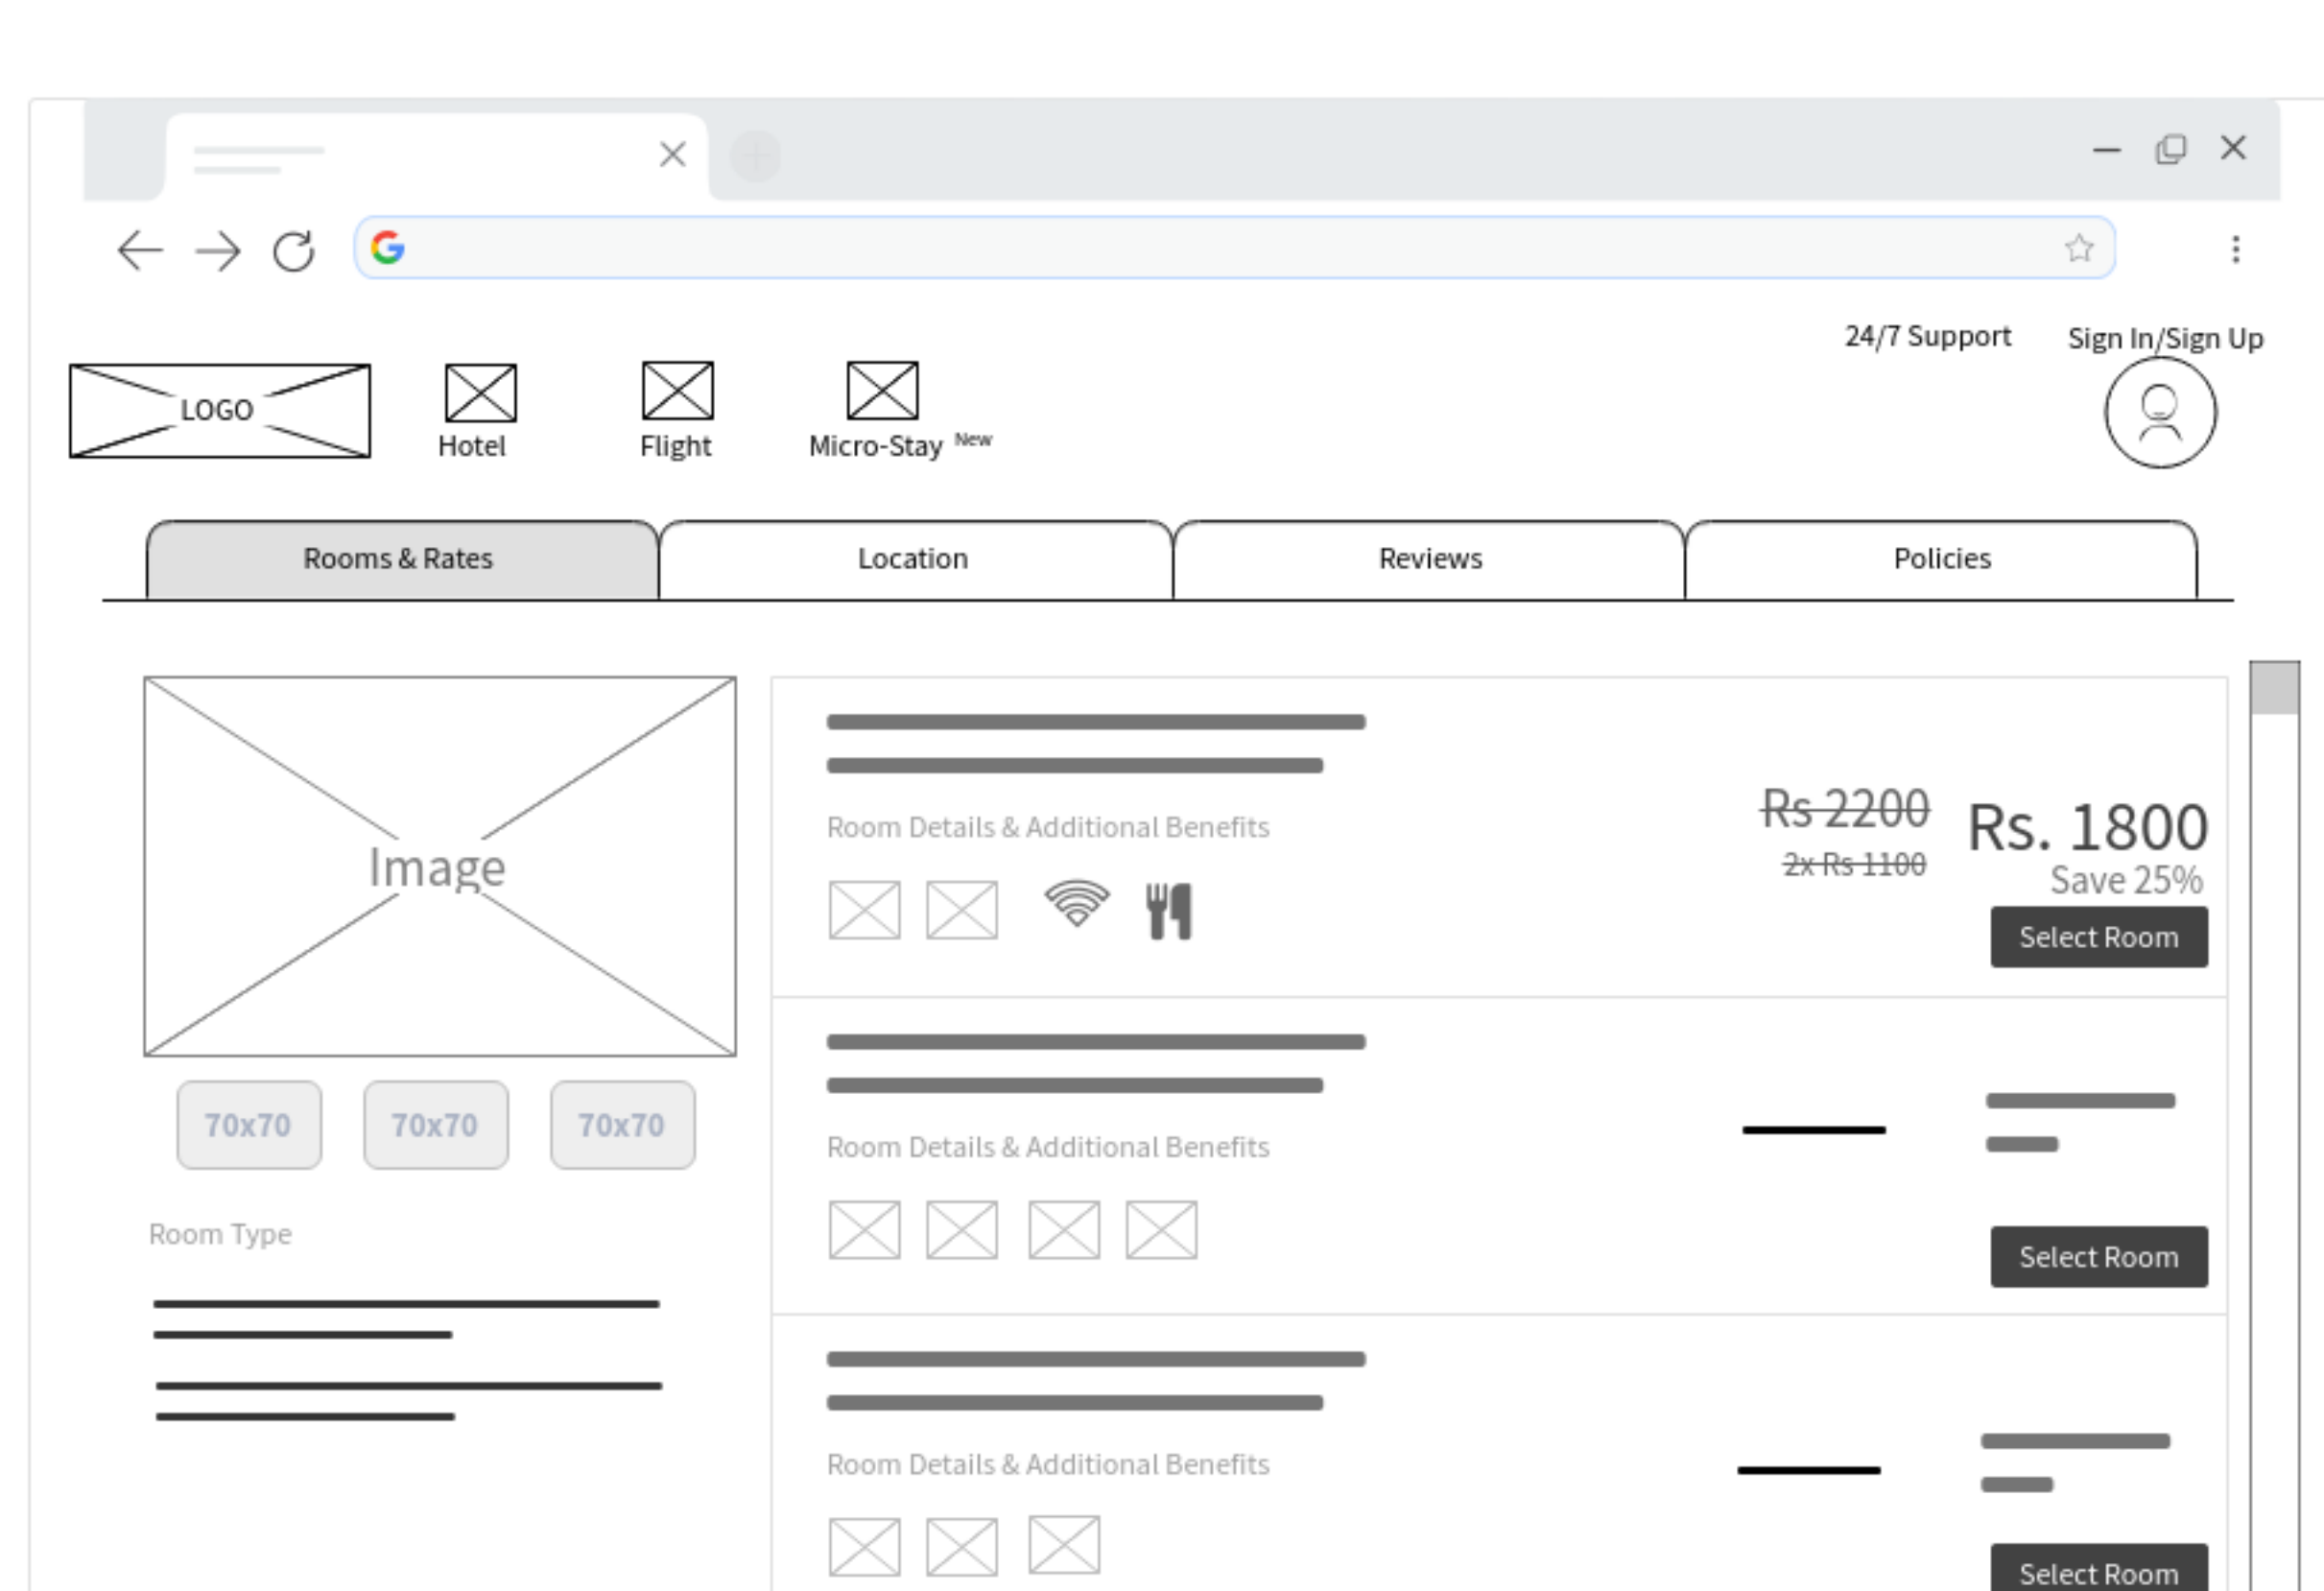 24/7 Support
Sign In/Sign Up
LOGO
Hotel
Flight
Micro-Stay New
Rooms & Rates
Location
Reviews
Policies
Image
70x70
70x70
70x70
Room Type
Room Details & Additional Benefits
Rs 2200
2x Rs 1100
Rs. 1800
Save 25%
Select Room
Room Details & Additional Benefits
Select Room
Room Details & Additional Benefits
Select Room